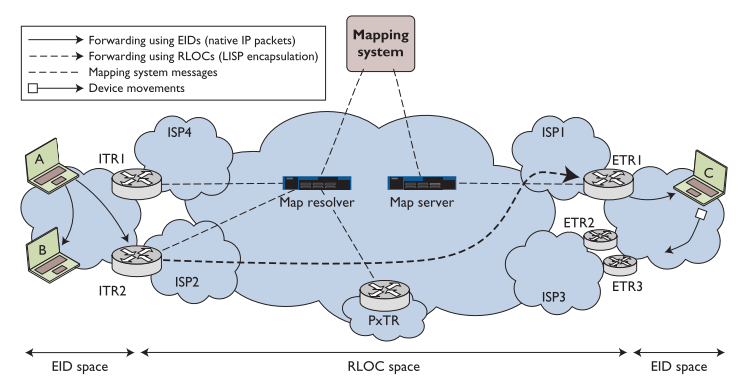 Forwarding using EIDs (native IP packets)
Forwarding using RLOCs (LISP encapsulation)
Mapping system messages
Device movements
Mapping
system
ISP4
ISP1
A
ITR1
ETR1
C
Map resolver
Map server
ETR2
B
ITR2
ISP2
ISP3
ETR3
PxTR
EID space
RLOC space
EID space